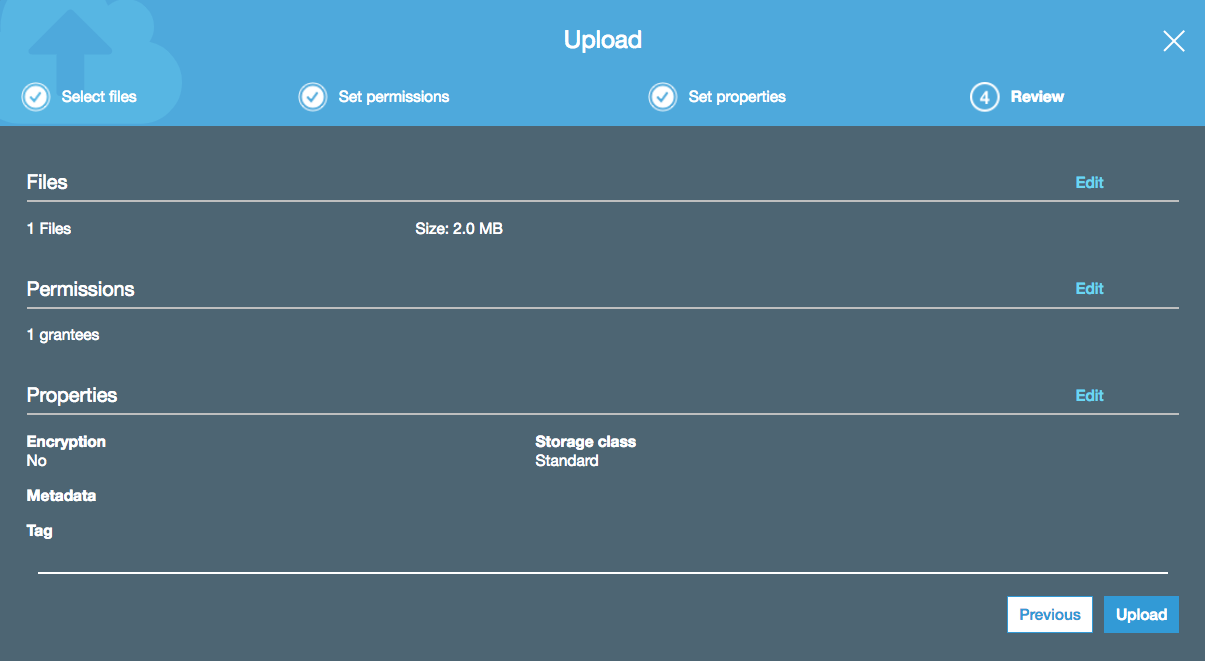 Upload
Select files
Set permissions
Set properties
4 Review
Files Edit
1 Files Size: 2.0 MB
Permissions Edit
1 grantees
Properties Edit
Encryption Storage class
No Standard
Metadata
Tag
Previous Upload